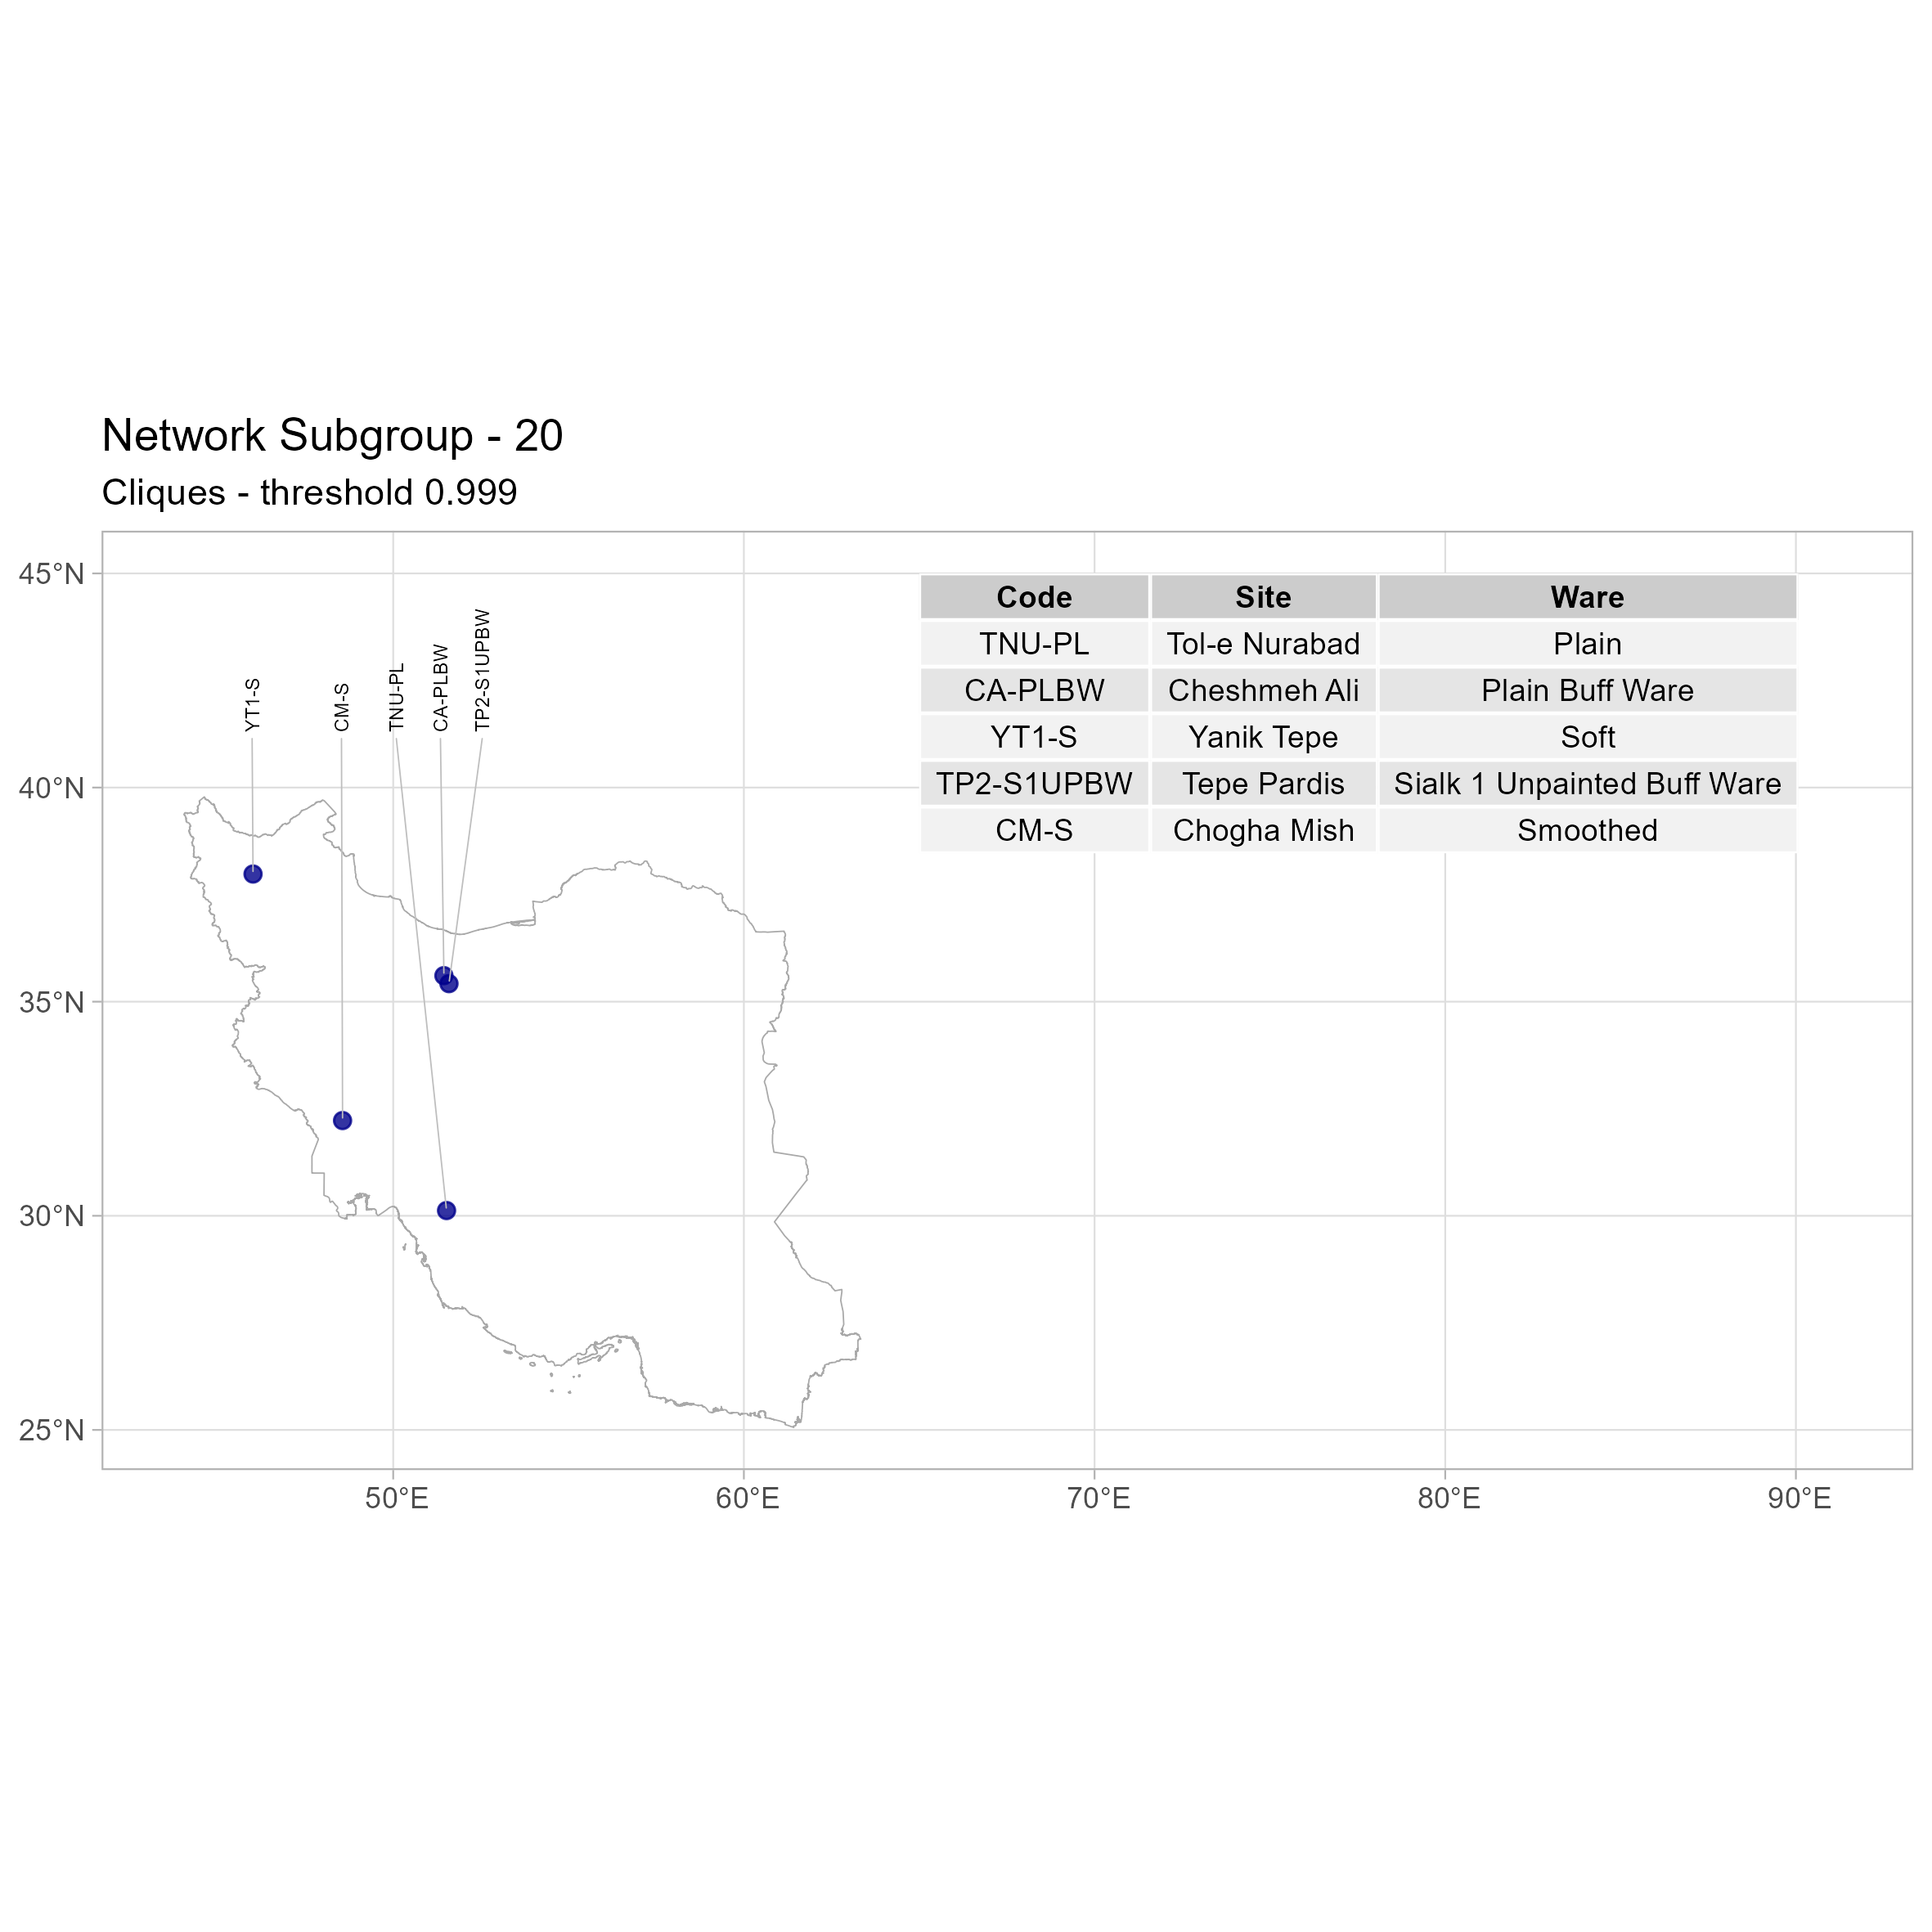 Network Subgroup - 20
Cliques - threshold 0.999
45°N
40°N
35°N
30°N
25°N
50°E 60°E 70°E 80°E 90°E
YT1-S
CM-S
TNU-PL
CA-PLBW
TP2-S1UPBW
Code Site Ware
TNU-PL Tol-e Nurabad Plain
CA-PLBW Cheshmeh Ali Plain Buff Ware
YT1-S Yanik Tepe Soft
TP2-S1UPBW Tepe Pardis Sialk 1 Unpainted Buff Ware
CM-S Chogha Mish Smoothed